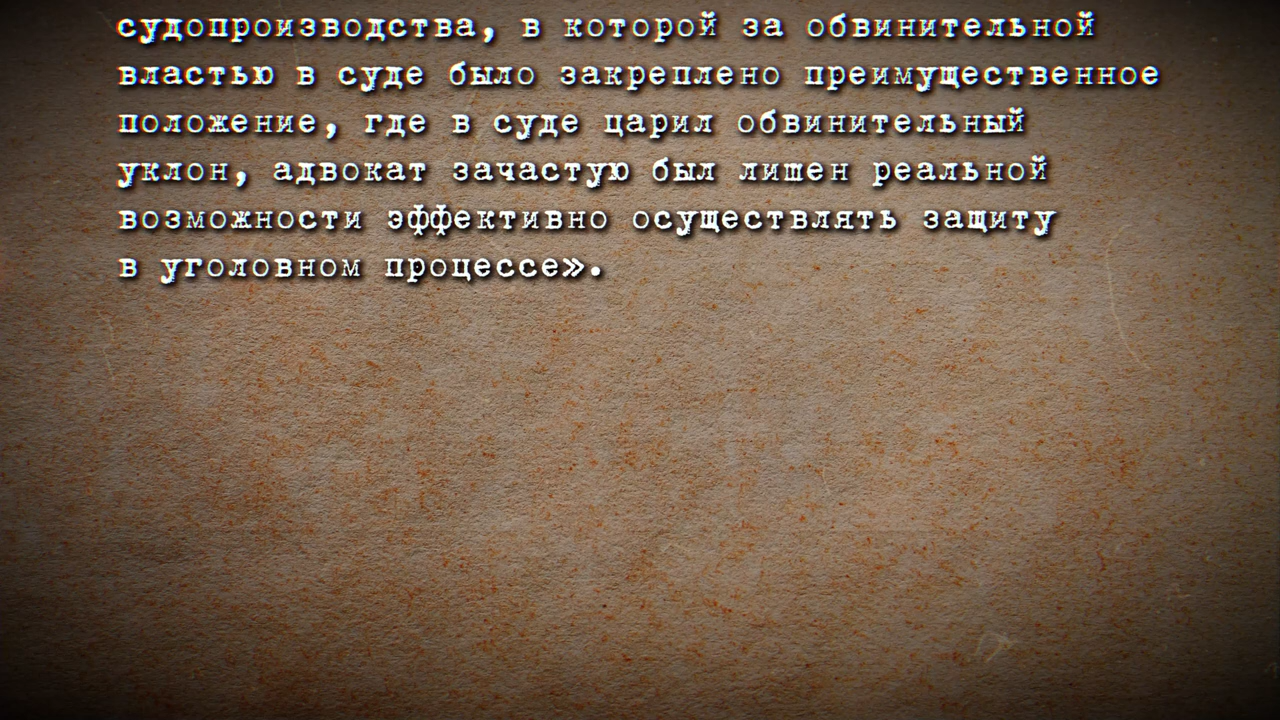 судопроизводства, в которой за обвинительной
властью в суде было закреплено преимущественное
положение, где в суде царил обвинительный
уклон, адвокат зачастую был лишен реальной
возможности эффективно осуществлять защиту
в уголовном процессе».